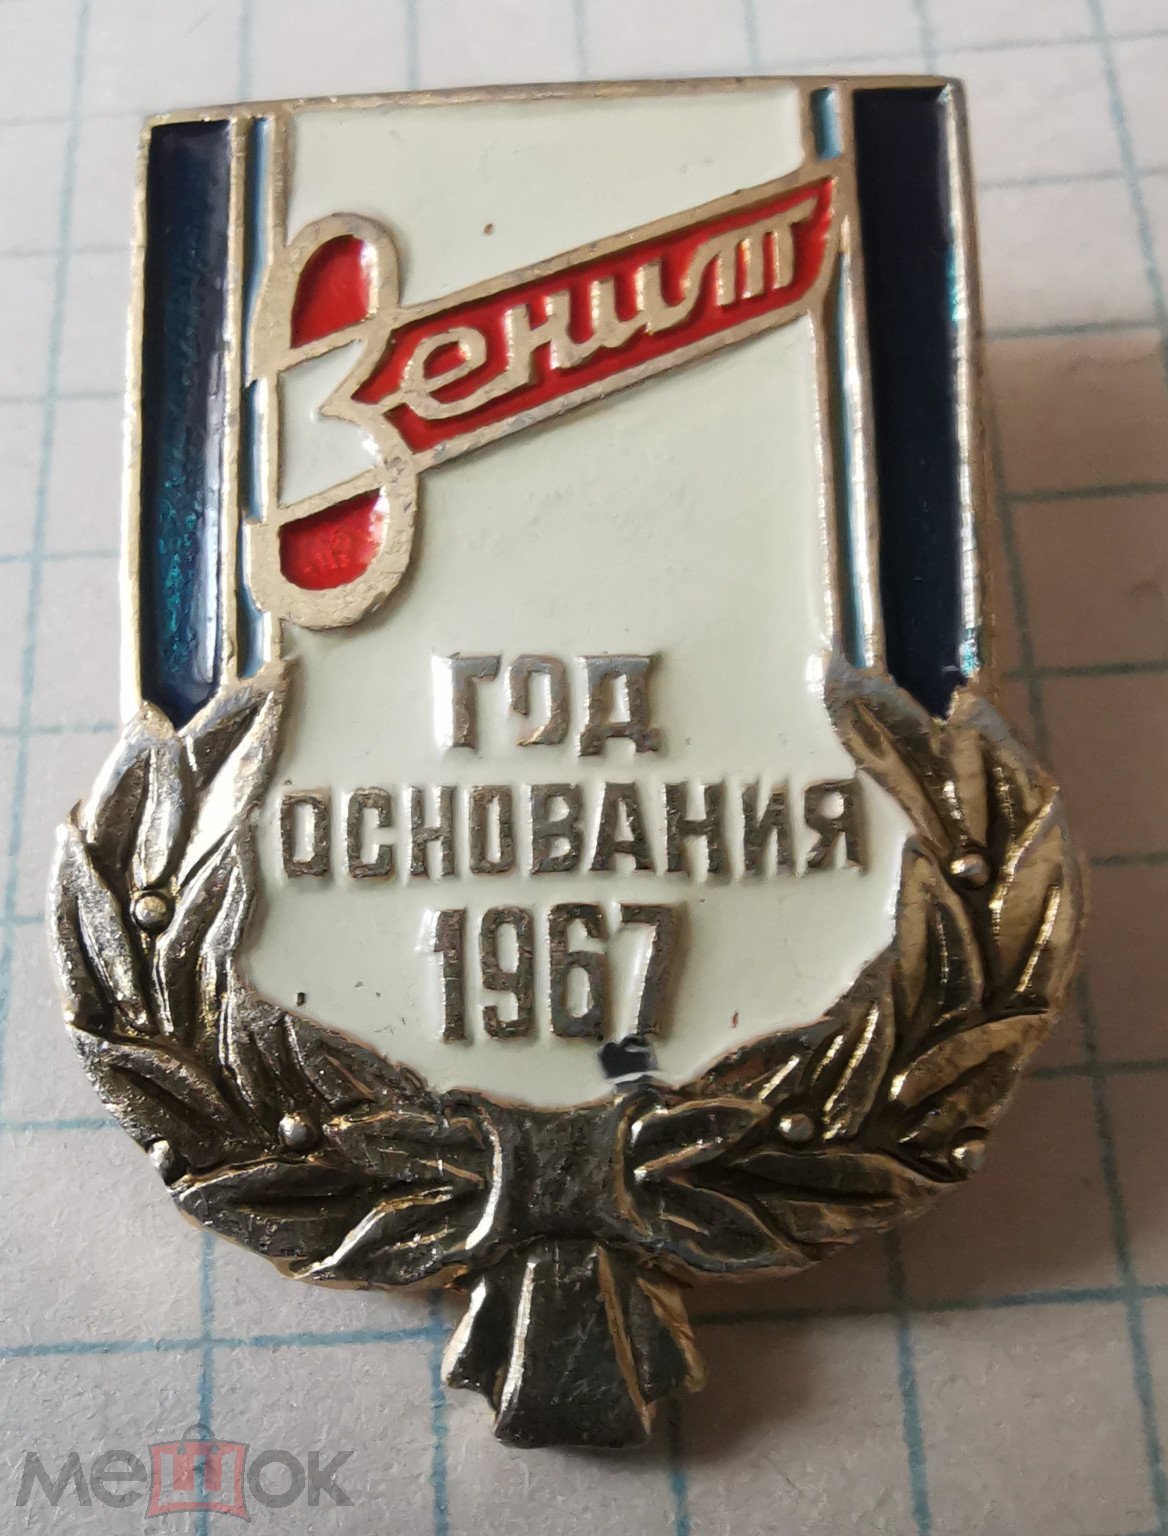 Зенит
ГОД
ОСНОВАНИЯ
1967
мешок